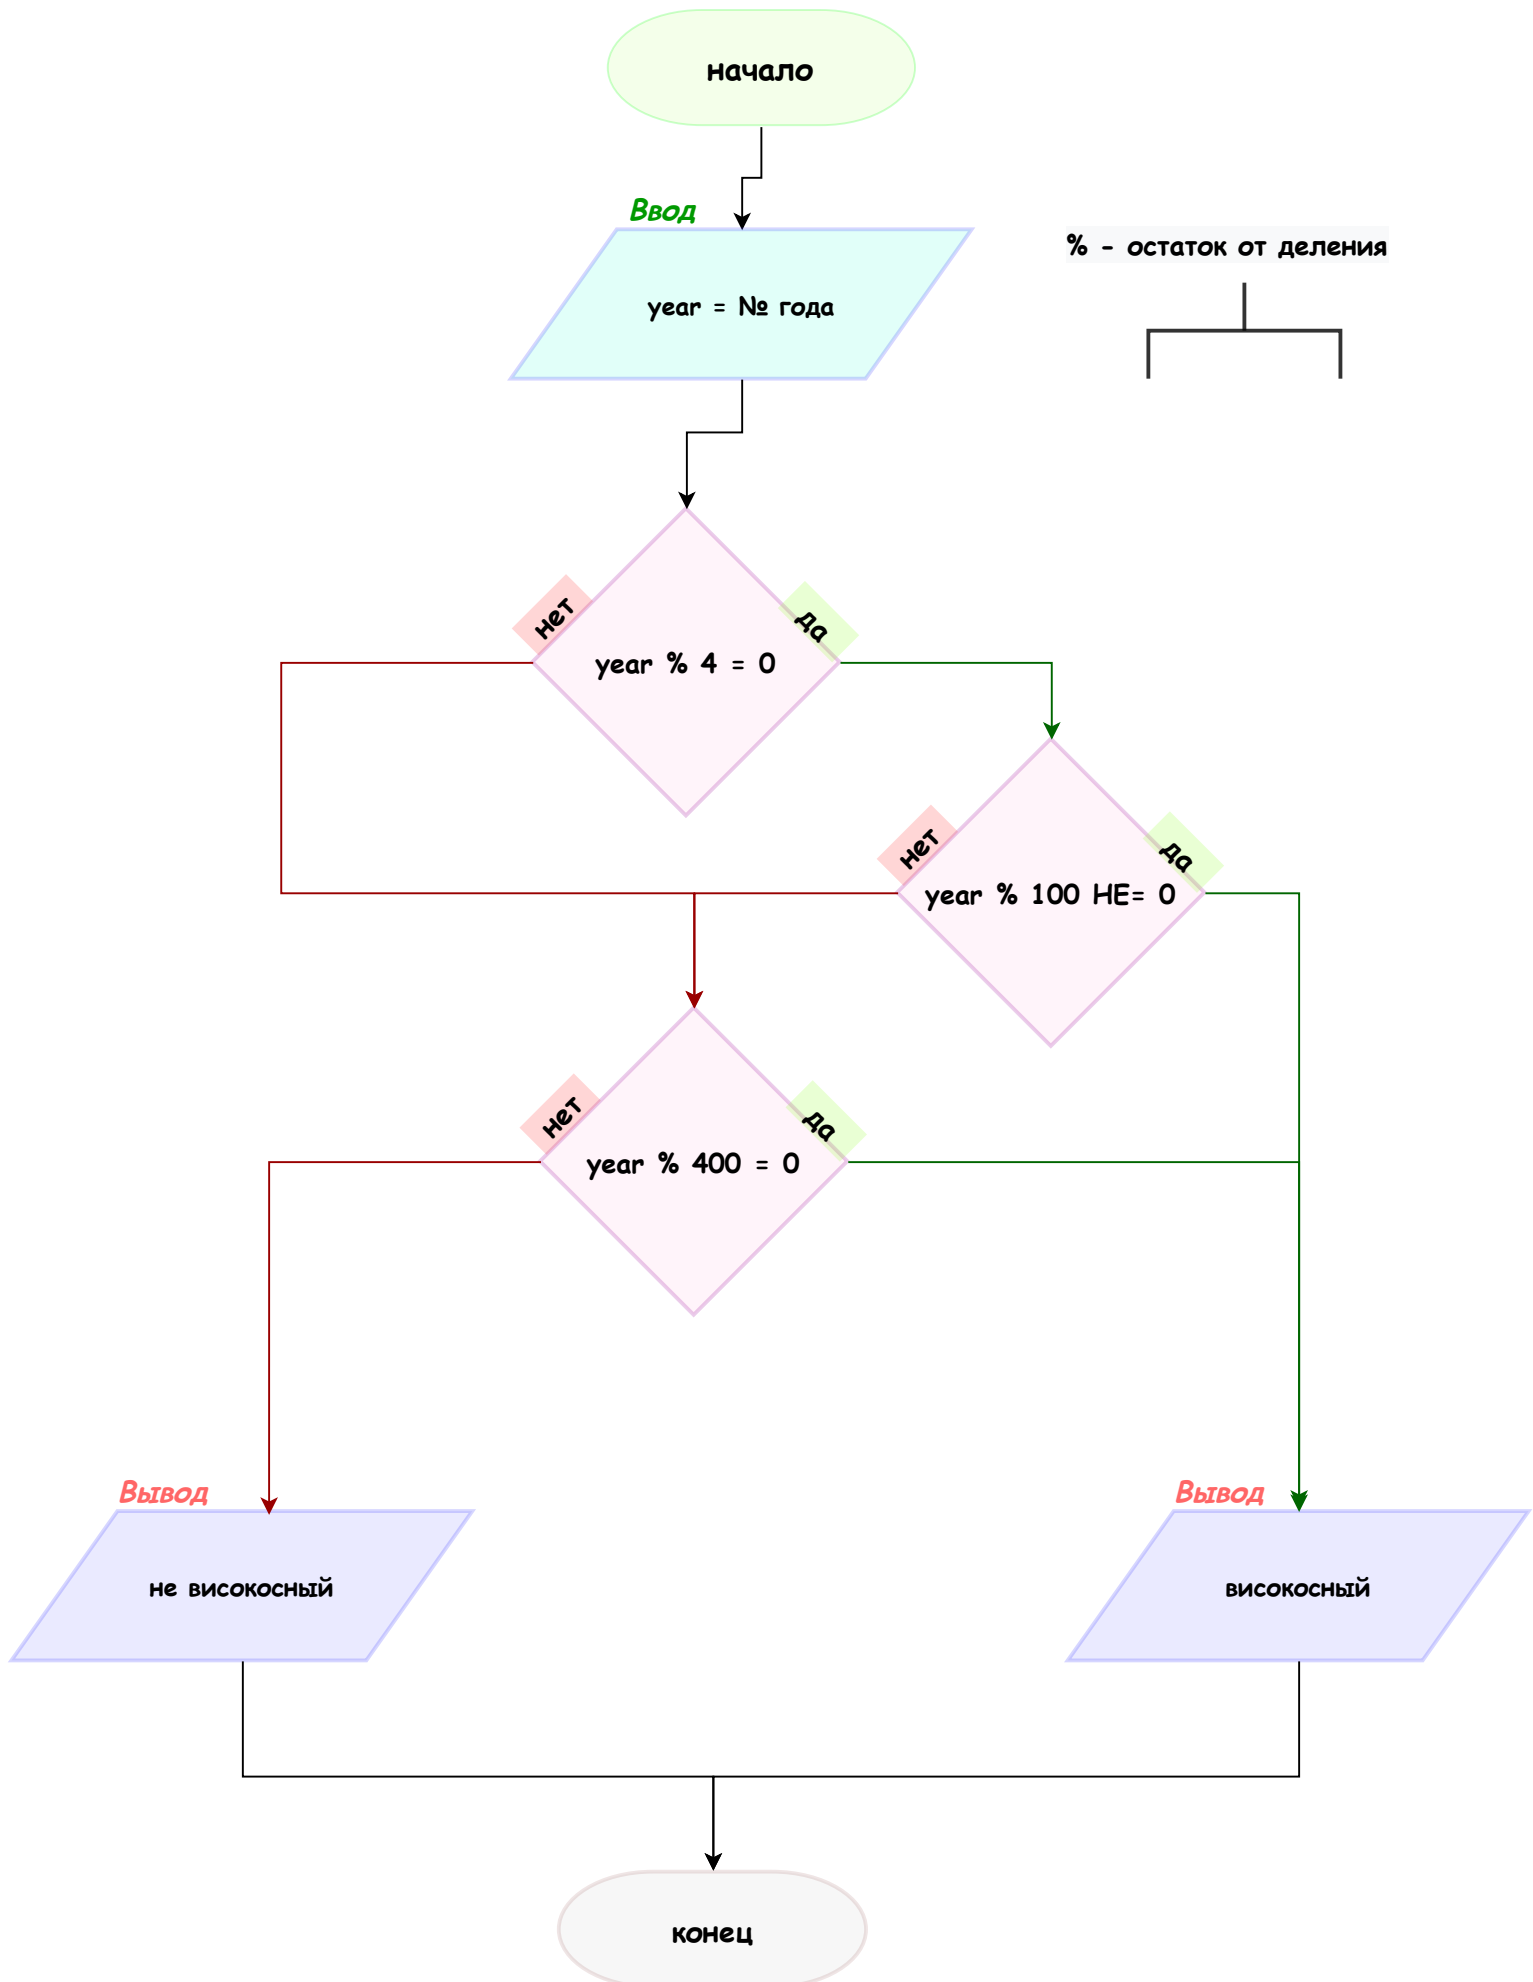 начало
Ввод
% - остаток от деления
year = № года
нет
да
year % 4 = 0
нет
да
year % 100 НЕ= 0
нет
да
year % 400 = 0
Вывод
Вывод
не високосный
високосный
конец